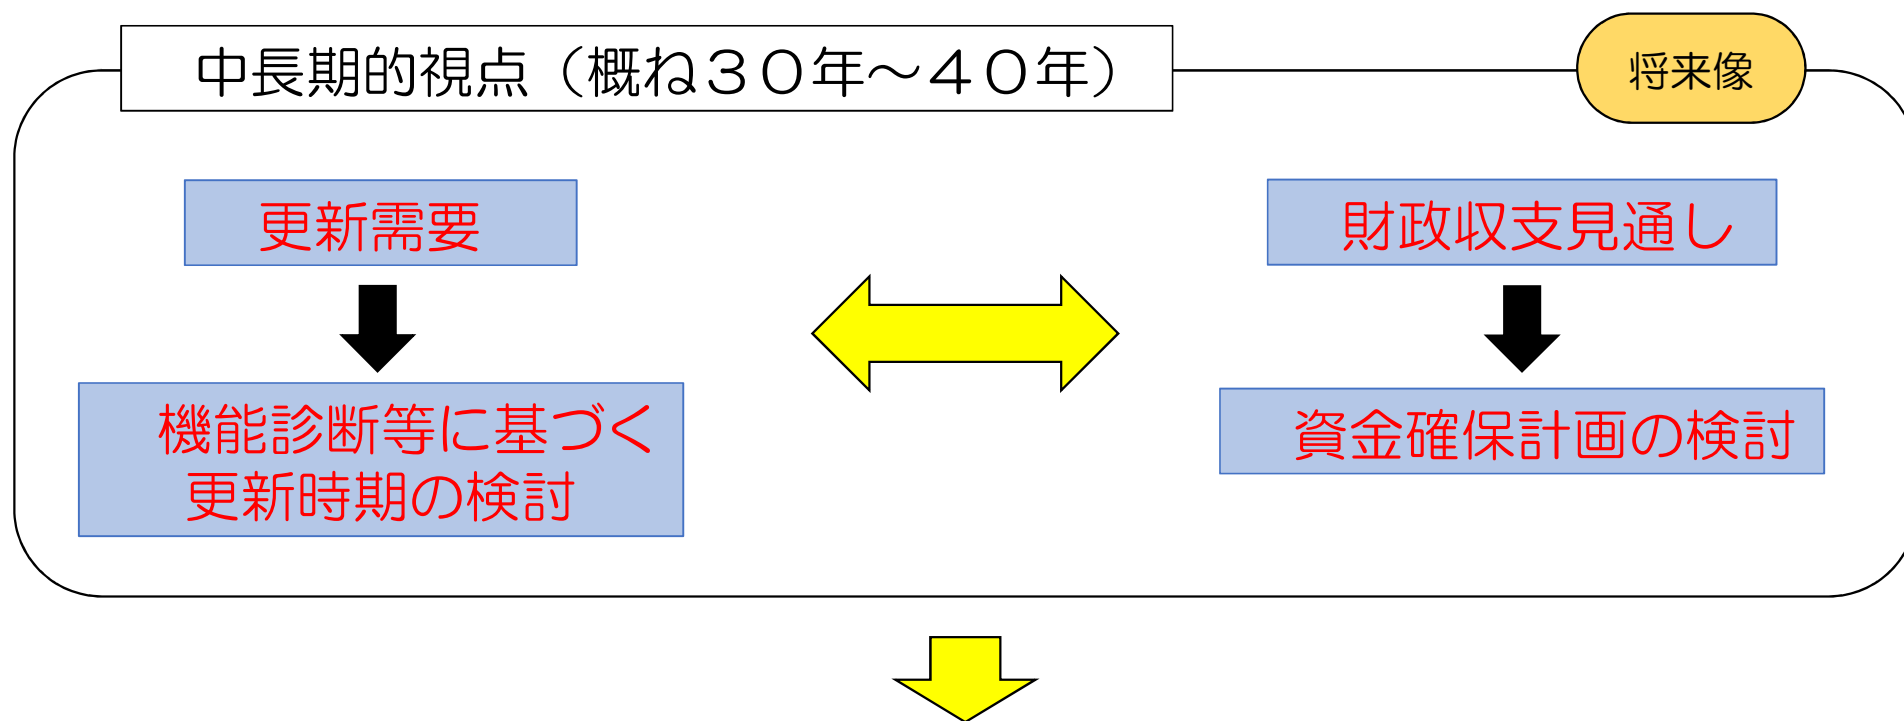 中長期的視点（概ね３０年～４０年）
将来像
更新需要
財政収支見通し
機能診断等に基づく
更新時期の検討
資金確保計画の検討